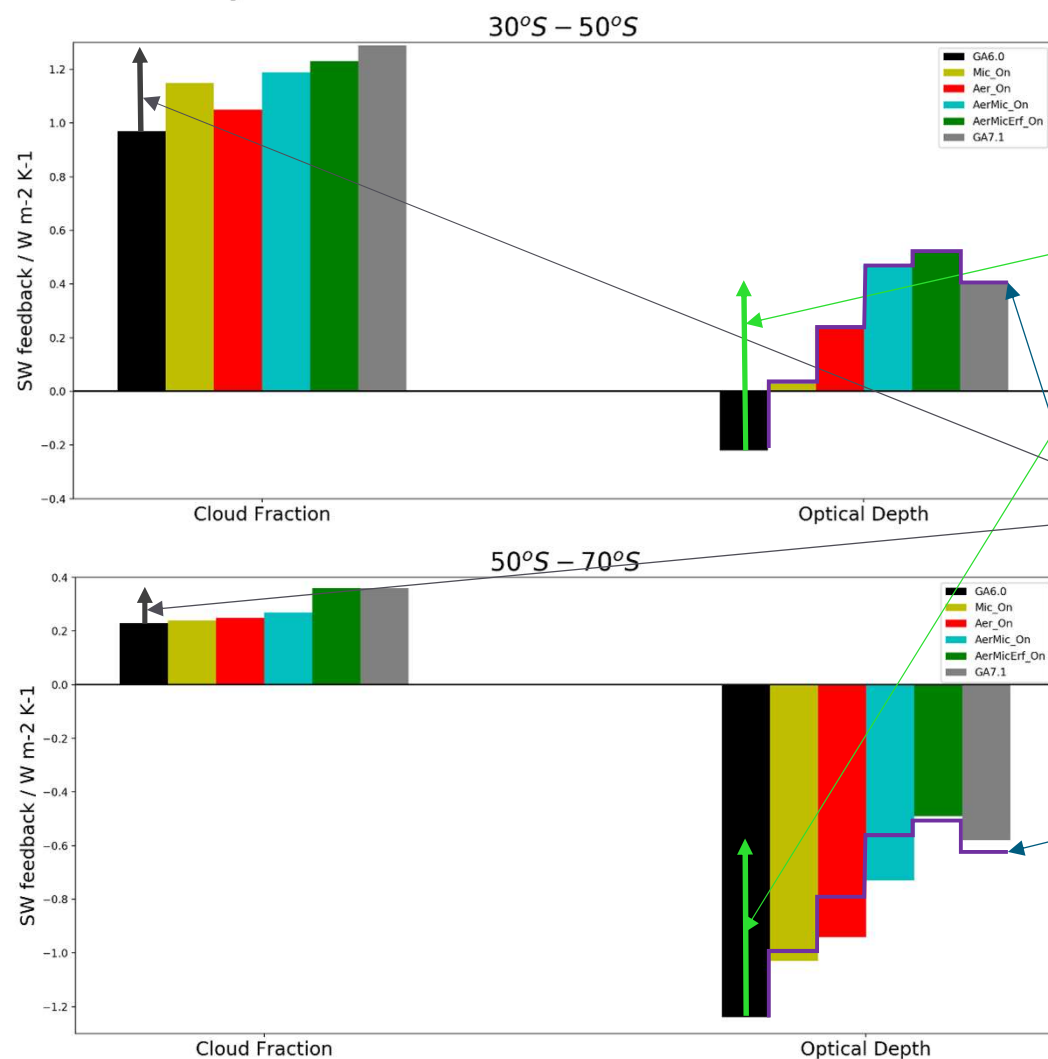 30°S − 50°S
SW feedback / W m-2 K-1
1.2
1.0
0.8
0.6
0.4
0.2
0.0
−0.2
−0.4
GA6.0
Mic_On
Aer_On
AerMic_On
AerMicErf_On
GA7.1
Cloud Fraction
Optical Depth
50°S − 70°S
SW feedback / W m-2 K-1
0.4
0.2
0.0
−0.2
−0.4
−0.6
−0.8
−1.0
−1.2
GA6.0
Mic_On
Aer_On
AerMic_On
AerMicErf_On
GA7.1
Cloud Fraction
Optical Depth